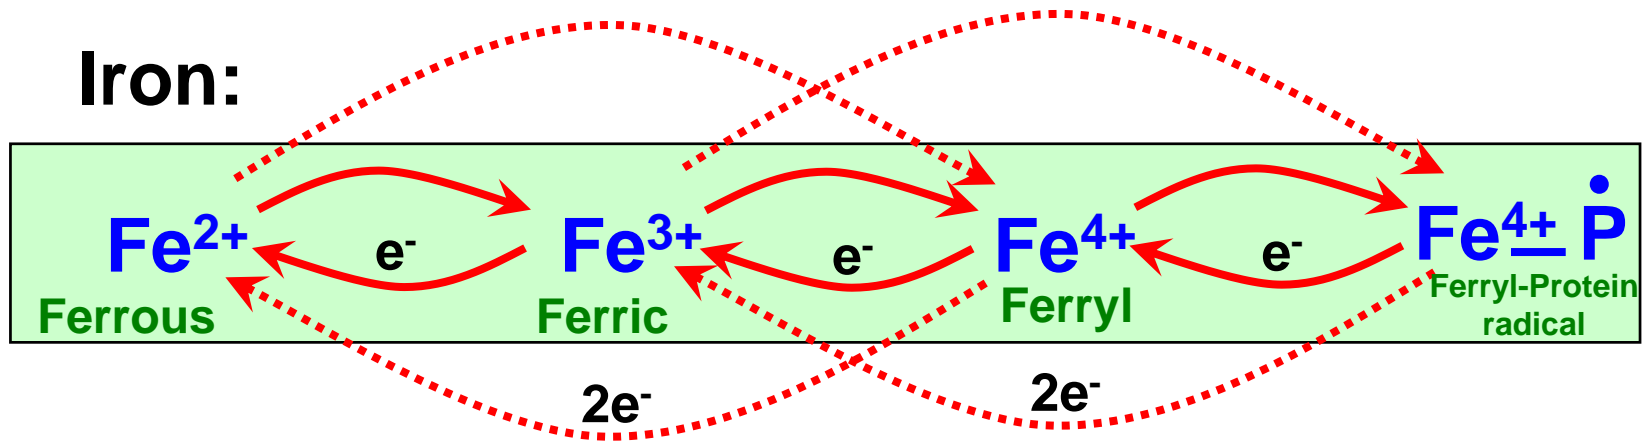 Iron:
Fe²⁺ e⁻ Fe³⁺ e⁻ Fe⁴⁺ e⁻ Fe⁴⁺–Ṗ
Ferrous Ferric Ferryl Ferryl-Protein
radical
2e⁻ 2e⁻